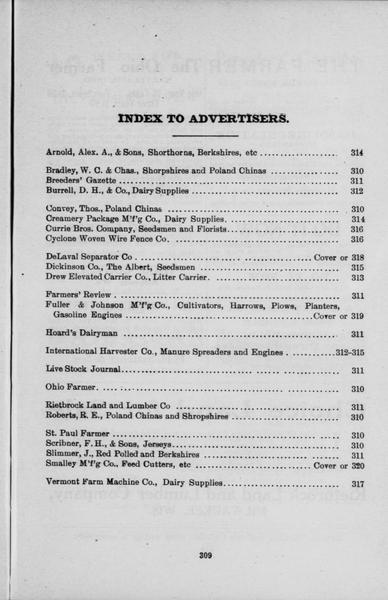 INDEX TO ADVERTISERS.
Arnold, Alex. A., & Sons, Shorthorns, Berkshires, etc .................... 314
Bradley, W. C. & Chas., Shorpshires and Poland Chinas .................. 310
Breeders' Gazette .................... 311
Burrell, D. H., & Co., Dairy Supplies .................... 312
Convey, Thos., Poland Chinas .................... 310
Creamery Package M'f'g Co., Dairy Supplies .................... 314
Currie Bros. Company, Seedsmen and Florists .................... 316
Cyclone Woven Wire Fence Co. .................... 316
DeLaval Separator Co .................... Cover or 318
Dickinson Co., The Albert, Seedsmen .................... 315
Drew Elevated Carrier Co., Litter Carrier. .................... 313
Farmers' Review .................... 311
Fuller & Johnson M'f'g Co., Cultivators, Harrows, Plows, Planters,
Gasoline Engines .................... Cover or 319
Hoard's Dairyman .................... 311
International Harvester Co., Manure Spreaders and Engines ............ 312-315
Live Stock Journal .................... 311
Ohio Farmer .................... 310
Rietbrock Land and Lumber Co .................... 311
Roberts, R. E., Poland Chinas and Shropshires .................... 310
St. Paul Farmer .................... 310
Scribner, F. H., & Sons, Jerseys .................... 310
Slimmer, J., Red Polled and Berkshires .................... 311
Smalley M'f'g Co., Feed Cutters, etc .................... Cover or 320
Vermont Farm Machine Co., Dairy Supplies .................... 317
309